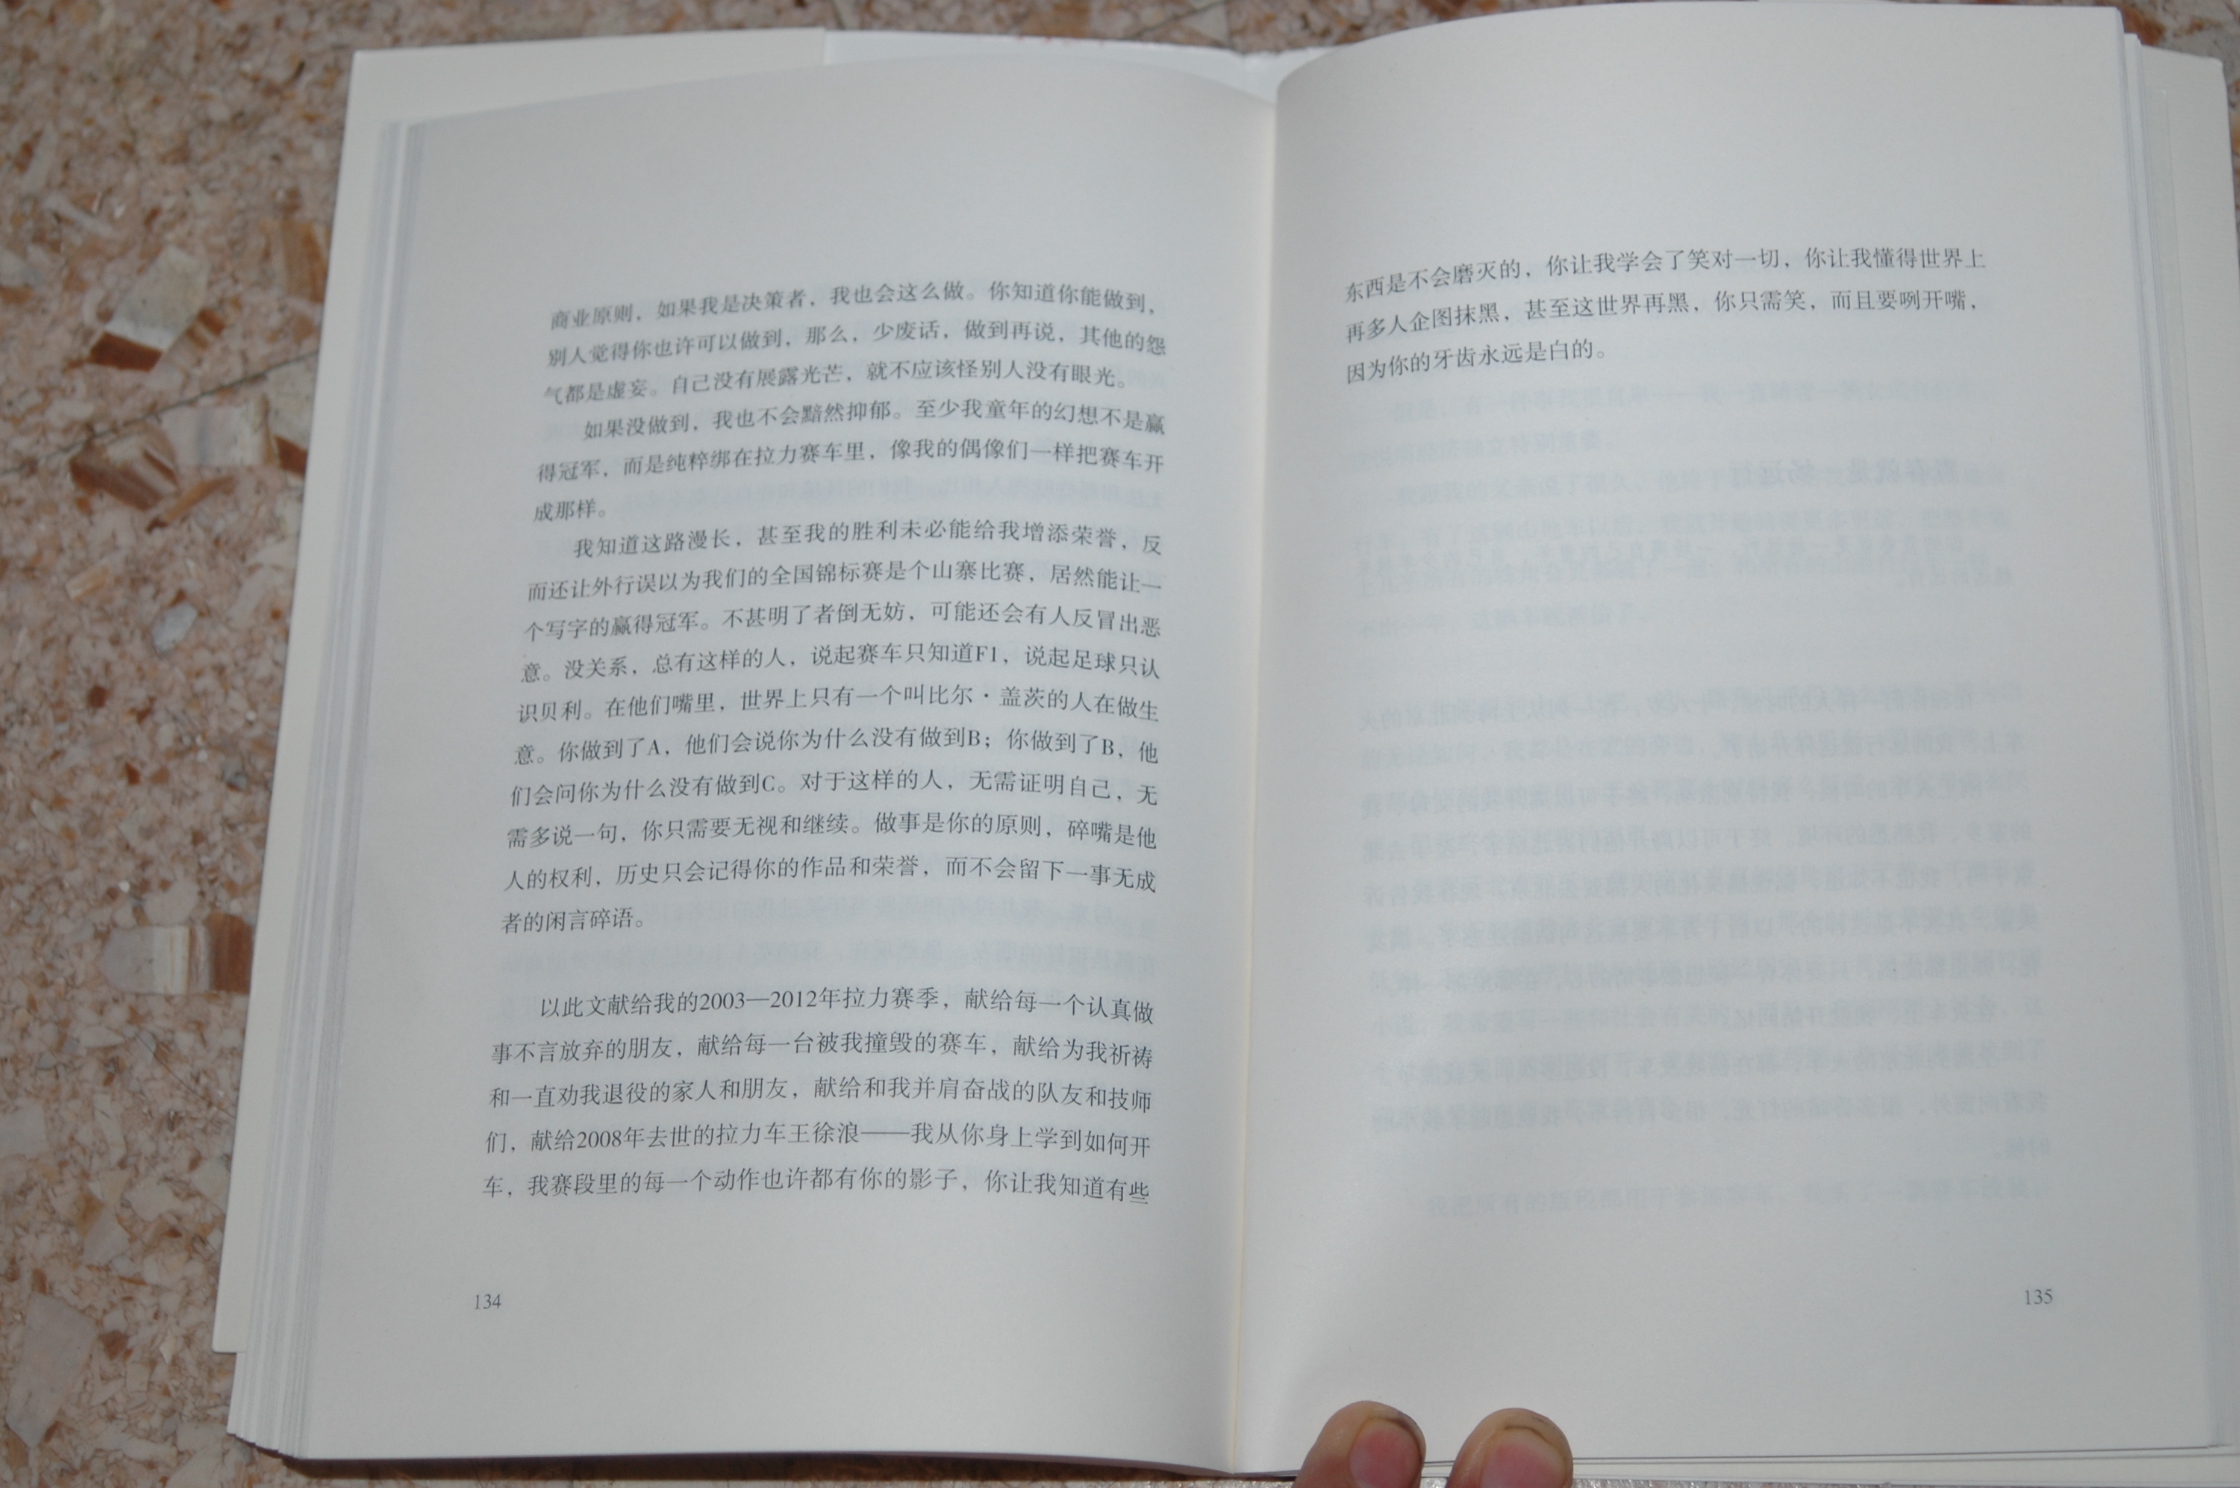 商业原则，如果我是决策者，我也会这么做。你知道你能做到，
别人觉得你也许可以做到，那么，少废话，做到再说，其他的怨
气都是虚妄。自己没有展露光芒，就不应该怪别人没有眼光。
如果没做到，我也不会黯然抑郁。至少我童年的幻想不是赢
得冠军，而是纯粹绑在拉力赛车里，像我的偶像们一样把赛车开
成那样。
我知道这路漫长，甚至我的胜利未必能给我增添荣誉，反
而还让外行误以为我们的全国锦标赛是个山寨比赛，居然能让一
个写字的赢得冠军。不甚明了者倒无妨，可能还会有人反冒出恶
意。没关系，总有这样的人，说起赛车只知道F1，说起足球只认
识贝利。在他们嘴里，世界上只有一个叫比尔·盖茨的人在做生
意。你做到了A，他们会说你为什么没有做到B；你做到了B，他
们会问你为什么没有做到C。对于这样的人，无需证明自己，无
需多说一句，你只需要无视和继续。做事是你的原则，碎嘴是他
人的权利，历史只会记得你的作品和荣誉，而不会留下一事无成
者的闲言碎语。
以此文献给我的2003—2012年拉力赛季，献给每一个认真做
事不言放弃的朋友，献给每一台被我撞毁的赛车，献给为我祈祷
和一直劝我退役的家人和朋友，献给和我并肩奋战的队友和技师
们，献给2008年去世的拉力车王徐浪——我从你身上学到如何开
车，我赛段里的每一个动作也许都有你的影子，你让我知道有些
134
东西是不会磨灭的，你让我学会了笑对一切，你让我懂得世界上
再多人企图抹黑，甚至这世界再黑，你只需笑，而且要咧开嘴，
因为你的牙齿永远是白的。
135